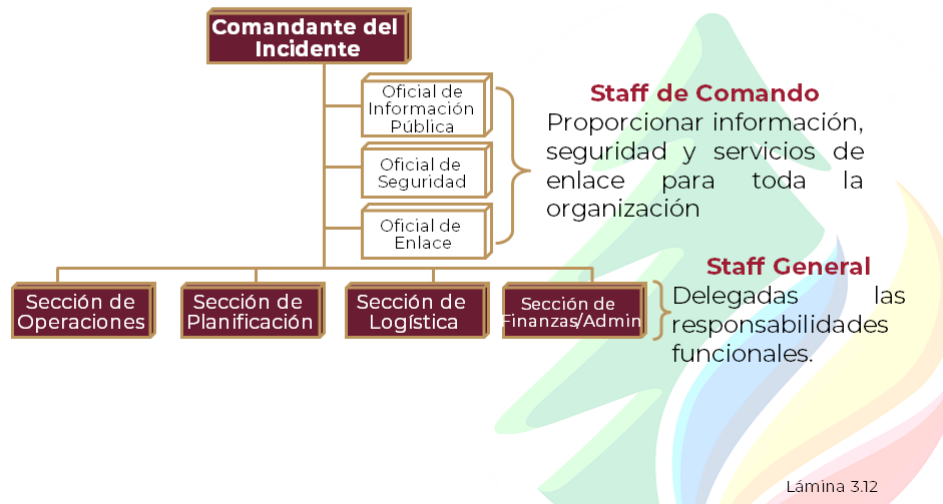 Comandante del
Incidente
Oficial de
Información
Pública
Oficial de
Seguridad
Oficial de
Enlace
Staff de Comando
Proporcionar información,
seguridad y servicios de
enlace para toda la
organización
Sección de
Operaciones
Sección de
Planificación
Sección de
Logística
Sección de
Finanzas/Admin
Staff General
Delegadas las
responsabilidades
funcionales.
Lámina 3.12